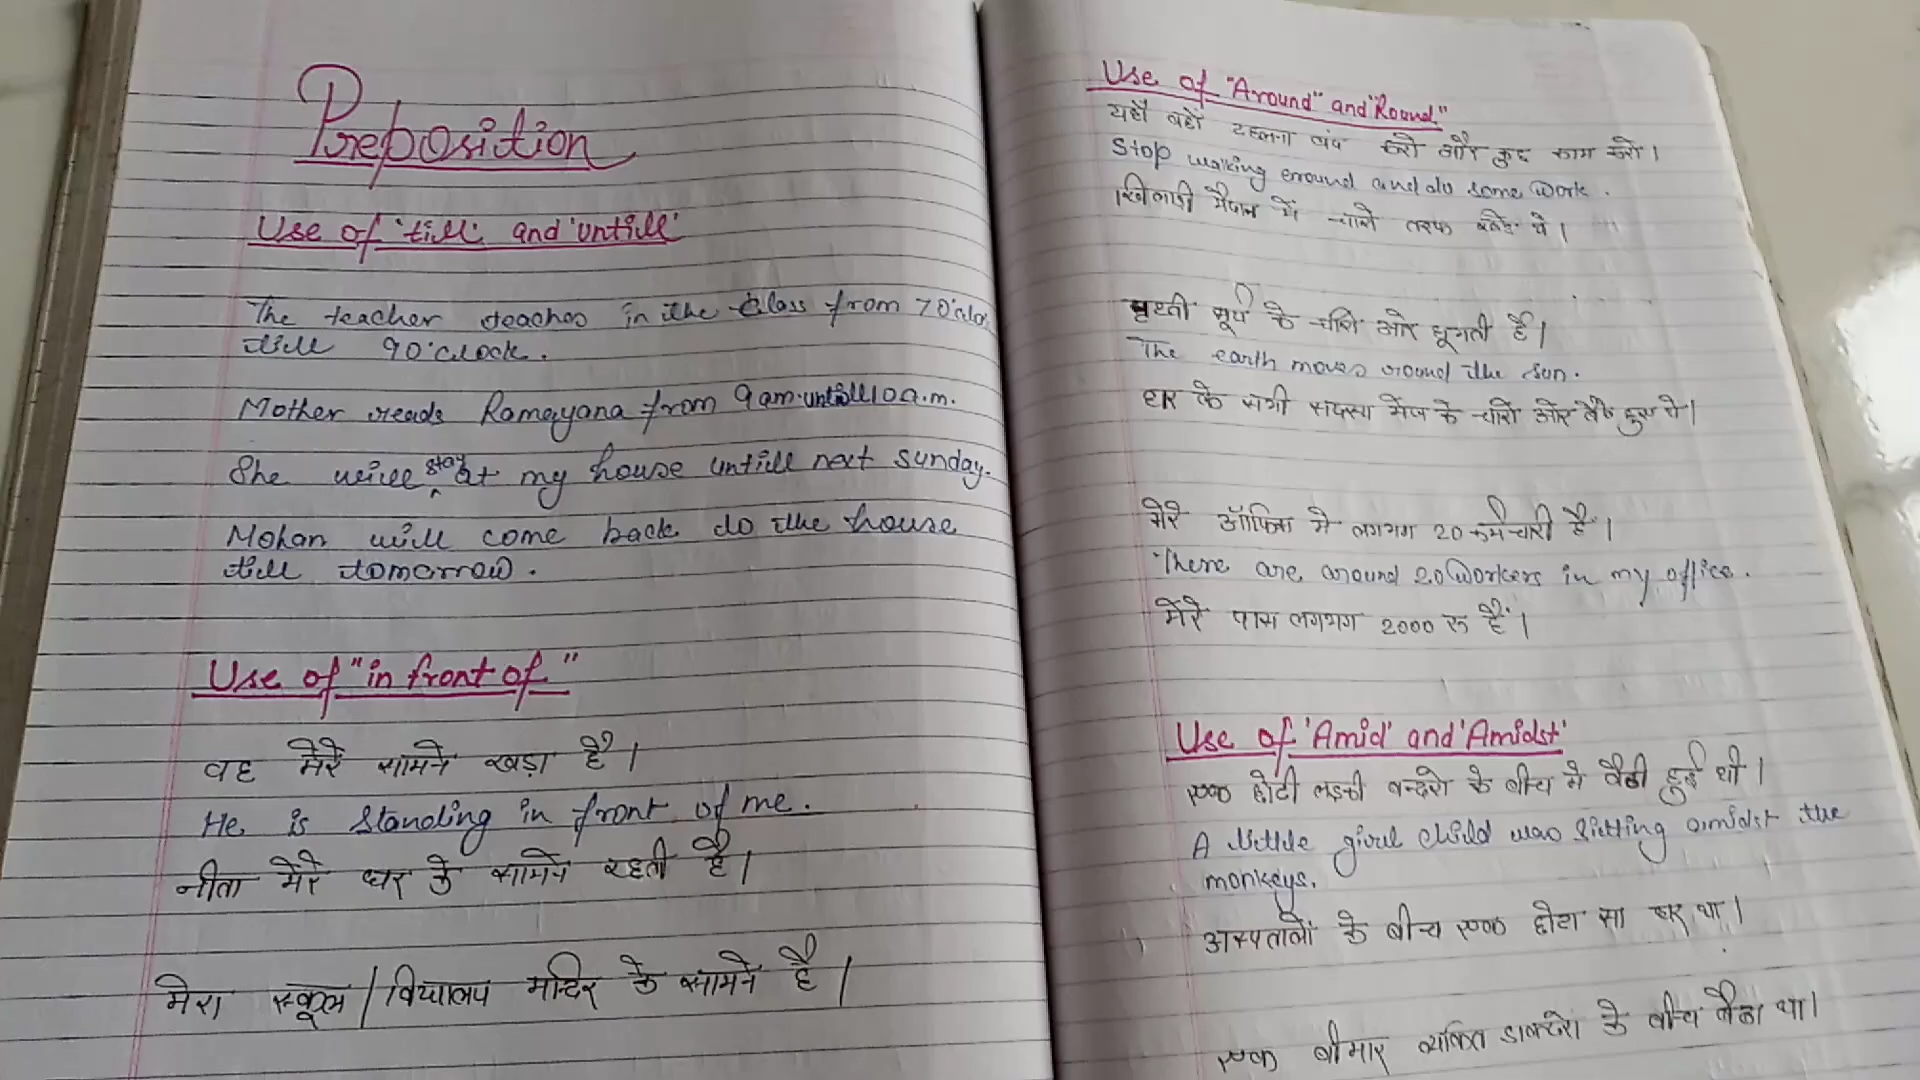 Preposition
Use of 'till' and 'untill'
The teacher teaches in the class from 7 O'clo
till 9 O'clock.
Mother reads Ramayana from 9 am. untill 10 a.m.
She will stay at my house untill next sunday.
Mohan will come back to the house
till tomorrow.
Use of "in front of"
वह मेरे सामने खड़ा है।
He is standing in front of me.
नीता मेरे घर के सामने रहती है।
मेरा स्कूल / विद्यालय मन्दिर के सामने है।
Use of "Around" and "Round"
यहाँ वहाँ टहलना बंद करो और कुछ काम करो।
Stop walking around and do some work.
खिलाडी मैदान में चारो तरफ खड़े थे।
पृथ्वी सूर्य के चारो ओर घूमती है।
The earth moves round the sun.
घर के सभी सदस्य मेज के चारो ओर बैठे हुए थे।
मेरे ऑफिस मे लगभग 20 कर्मचारी है।
There are around 20 workers in my office.
मेरे पास लगभग 2000 रु है।
Use of 'Amid' and 'Amidst'
एक छोटी लड़की बन्दरो के बीच मे बैठी हुई थी।
A little girl child was sitting amidst the
monkeys.
अस्पतालों के बीच एक छोटा सा घर था।
एक बीमार व्यक्ति डाक्टरो के बीच बैठा था।